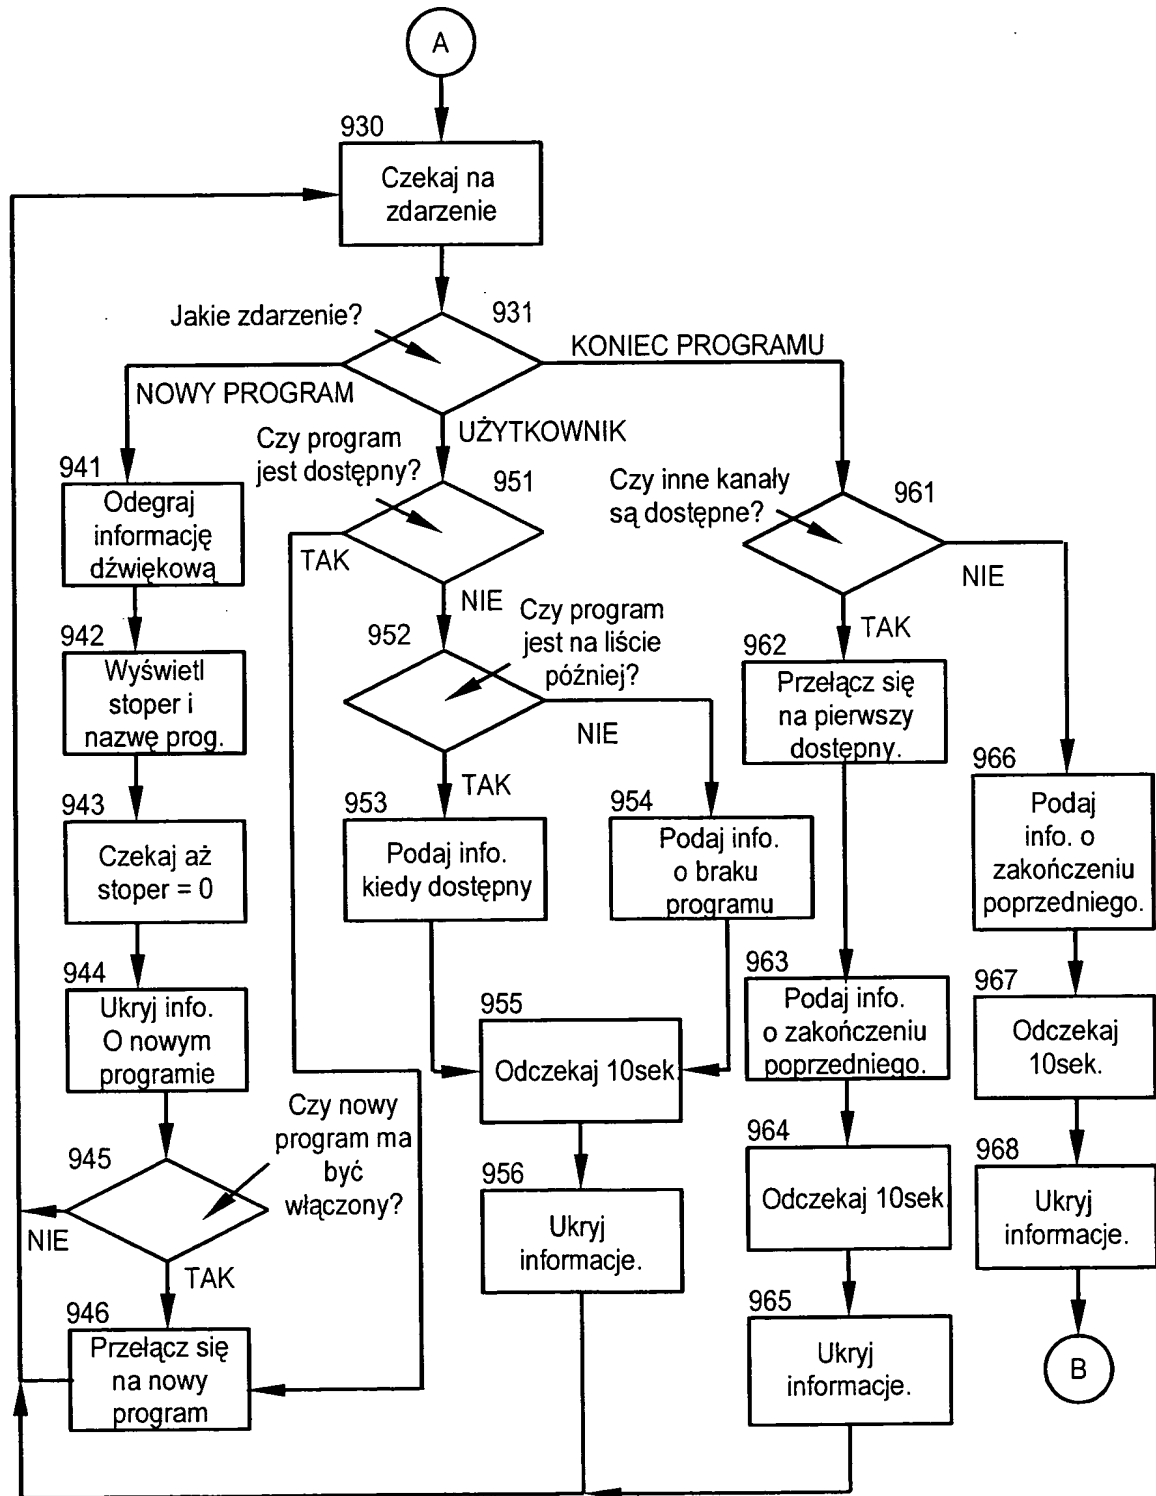 A
930
Czekaj na
zdarzenie
Jakie zdarzenie?
931
NOWY PROGRAM
UŻYTKOWNIK
KONIEC PROGRAMU
941
Odegraj
informację
dźwiękową
942
Wyświetl
stoper i
nazwę prog.
943
Czekaj aż
stoper = 0
944
Ukryj info.
O nowym
programie
945
Czy nowy
program ma
być
włączony?
NIE
TAK
946
Przełącz się
na nowy
program
Czy program
jest dostępny?
951
TAK
NIE
952
Czy program
jest na liście
później?
NIE
TAK
953
Podaj info.
kiedy dostępny
954
Podaj info.
o braku
programu
955
Odczekaj 10sek.
956
Ukryj
informacje.
Czy inne kanały
są dostępne?
961
NIE
TAK
962
Przełącz się
na pierwszy
dostępny.
963
Podaj info.
o zakończeniu
poprzedniego.
964
Odczekaj 10sek
965
Ukryj
informacje.
966
Podaj
info. o
zakończeniu
poprzedniego.
967
Odczekaj
10sek.
968
Ukryj
informacje.
B